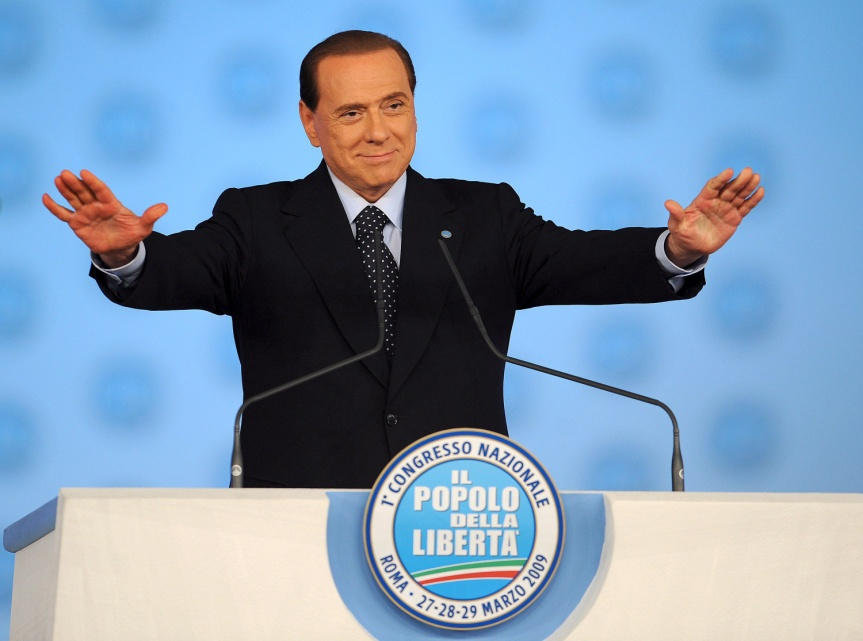 1° CONGRESSO NAZIONALE
IL
POPOLO
DELLA
LIBERTA'
ROMA • 27-28-29 MARZO 2009